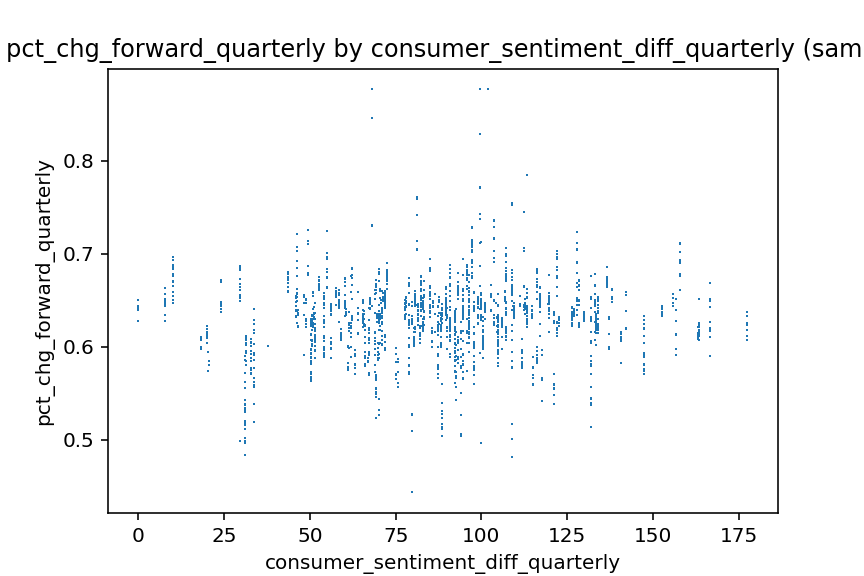 pct_chg_forward_quarterly by consumer_sentiment_diff_quarterly (sam
0.8
0.7
0.6
0.5
pct_chg_forward_quarterly
0 25 50 75 100 125 150 175
consumer_sentiment_diff_quarterly